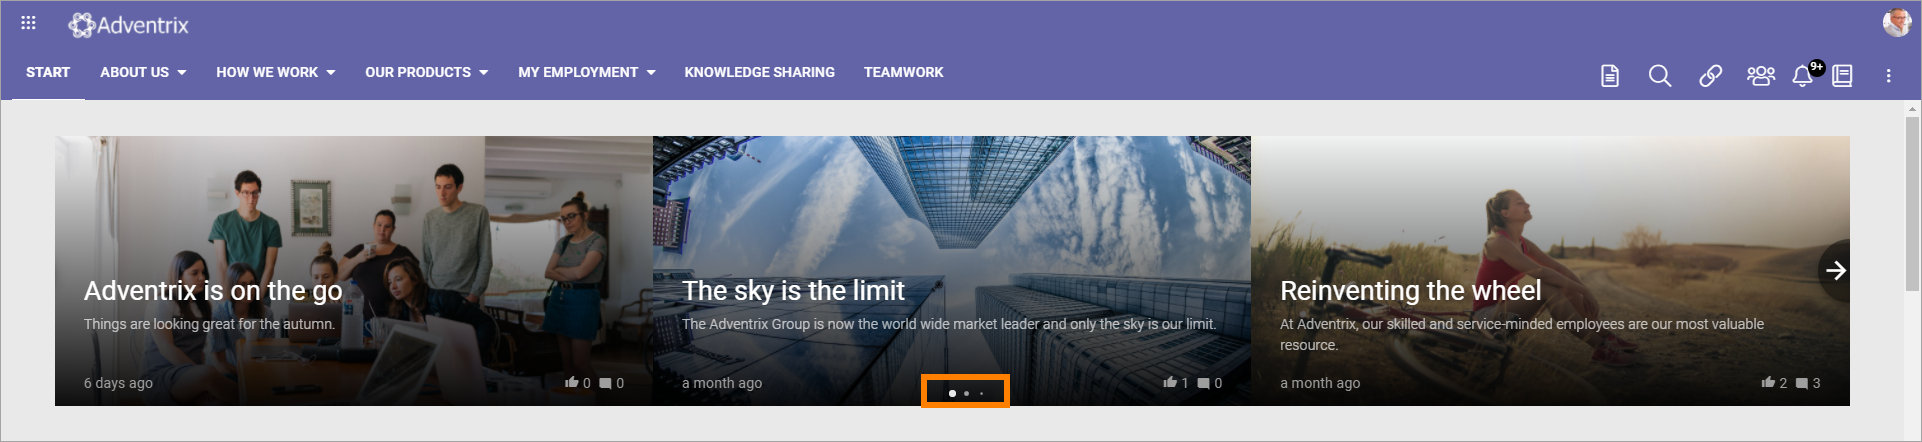 Adventrix
START ABOUT US HOW WE WORK OUR PRODUCTS MY EMPLOYMENT KNOWLEDGE SHARING TEAMWORK
9+
Adventrix is on the go
Things are looking great for the autumn.
6 days ago 0 0
The sky is the limit
The Adventrix Group is now the world wide market leader and only the sky is our limit.
a month ago 1 0
Reinventing the wheel
At Adventrix, our skilled and service-minded employees are our most valuable
resource.
a month ago 2 3